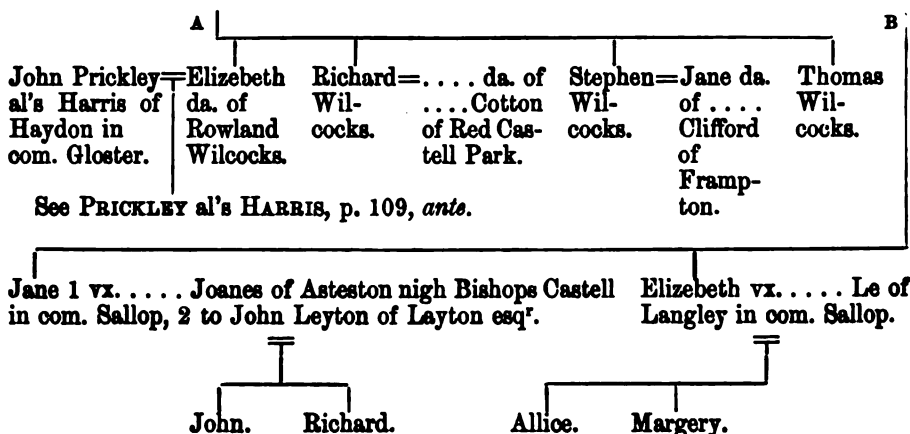 A B
John Prickley=Elizebeth Richard=.... da. of Stephen=Jane da. Thomas
al's Harris of da. of Wil- ....Cotton Wil- of .... Wil-
Haydon in Rowland cocks. of Red Cas- cocks. Clifford cocks.
com. Gloster. Wilcocks. tell Park. of
Framp-
ton.
See PRICKLEY al's HARRIS, p. 109, ante.
Jane 1 vx..... Joanes of Asteston nigh Bishops Castell Elizebeth vx..... Le of
in com. Sallop, 2 to John Leyton of Layton esqʳ. Langley in com. Sallop.
John. Richard. Allice. Margery.